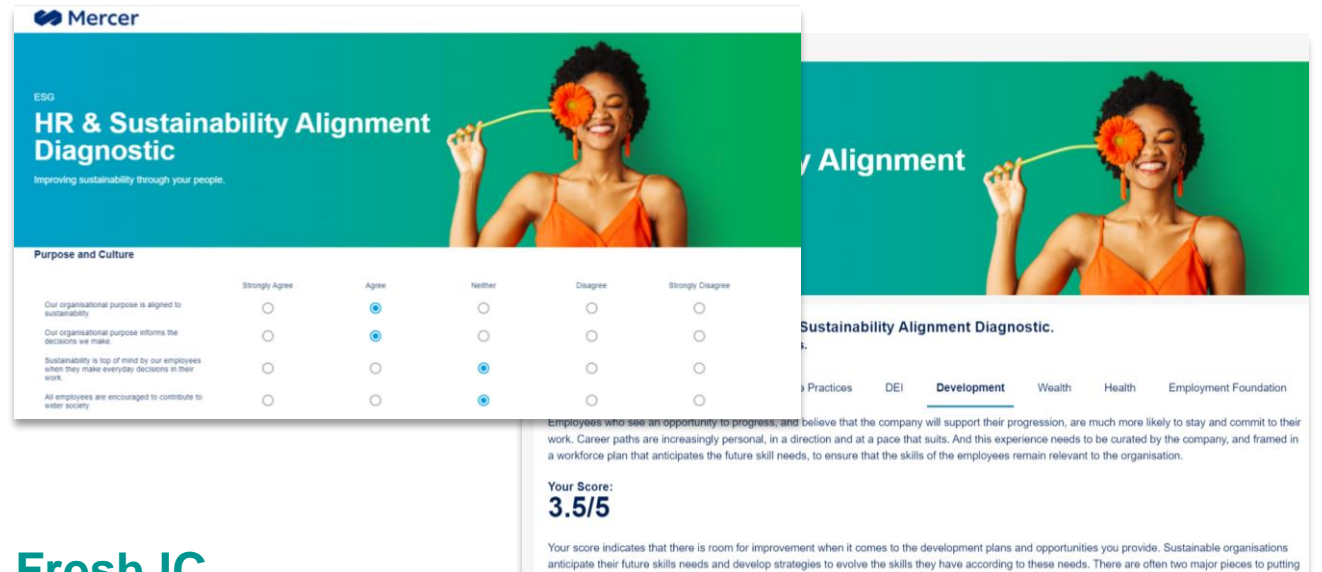 Mercer
ESG
HR & Sustainability Alignment
Diagnostic
Improving sustainability through your people.
Purpose and Culture
Strongly Agree Agree Neither Disagree Strongly Disagree
Our organisational purpose is aligned to
sustainability.
Our organisational purpose informs the
decisions we make.
Sustainability is top of mind by our employees
when they make everyday decisions in their
work.
All employees are encouraged to contribute to
wider society.
y Alignment
Sustainability Alignment Diagnostic.
Practices DEI Development Wealth Health Employment Foundation
Employees who see an opportunity to progress, and believe that the company will support their progression, are much more likely to stay and commit to their
work. Career paths are increasingly personal, in a direction and at a pace that suits. And this experience needs to be curated by the company, and framed in
a workforce plan that anticipates the future skill needs, to ensure that the skills of the employees remain relevant to the organisation.
Your Score:
3.5/5
Your score indicates that there is room for improvement when it comes to the development plans and opportunities you provide. Sustainable organisations
anticipate their future skills needs and develop strategies to evolve the skills they have according to these needs. There are often two major pieces to putting